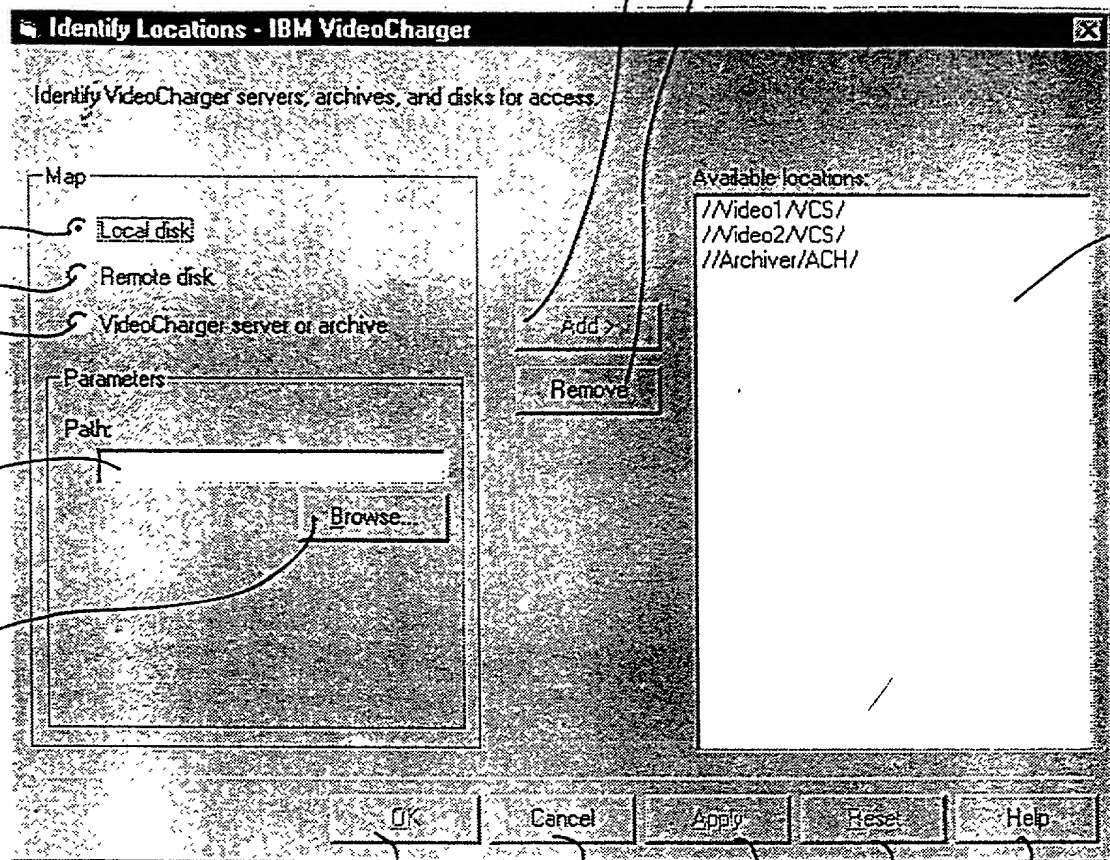 Identify Locations - IBM VideoCharger
Identify VideoCharger servers, archives, and disks for access.
Map
Local disk
Remote disk
VideoCharger server or archive
Parameters
Path:
Browse...
Add >
Remove
Available locations:
//Video1/VCS/
//Video2/VCS/
//Archiver/ACH/
OK
Cancel
Apply
Reset
Help